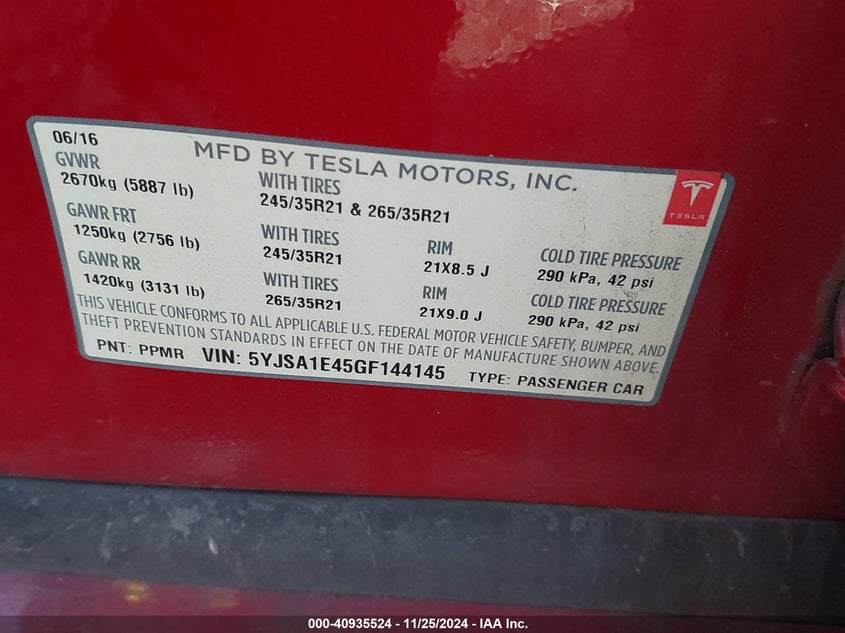 06/16
MFD BY TESLA MOTORS, INC.
TESLA
GVWR
2670kg (5887 lb)
WITH TIRES
245/35R21 & 265/35R21
GAWR FRT
1250kg (2756 lb)
WITH TIRES
245/35R21
RIM
21X8.5 J
COLD TIRE PRESSURE
290 kPa, 42 psi
GAWR RR
1420kg (3131 lb)
WITH TIRES
265/35R21
RIM
21X9.0 J
COLD TIRE PRESSURE
290 kPa, 42 psi
THIS VEHICLE CONFORMS TO ALL APPLICABLE U.S. FEDERAL MOTOR VEHICLE SAFETY, BUMPER, AND
THEFT PREVENTION STANDARDS IN EFFECT ON THE DATE OF MANUFACTURE SHOWN ABOVE.
PNT: PPMR VIN: 5YJSA1E45GF144145 TYPE: PASSENGER CAR
000-40935524 - 11/25/2024 - IAA Inc.